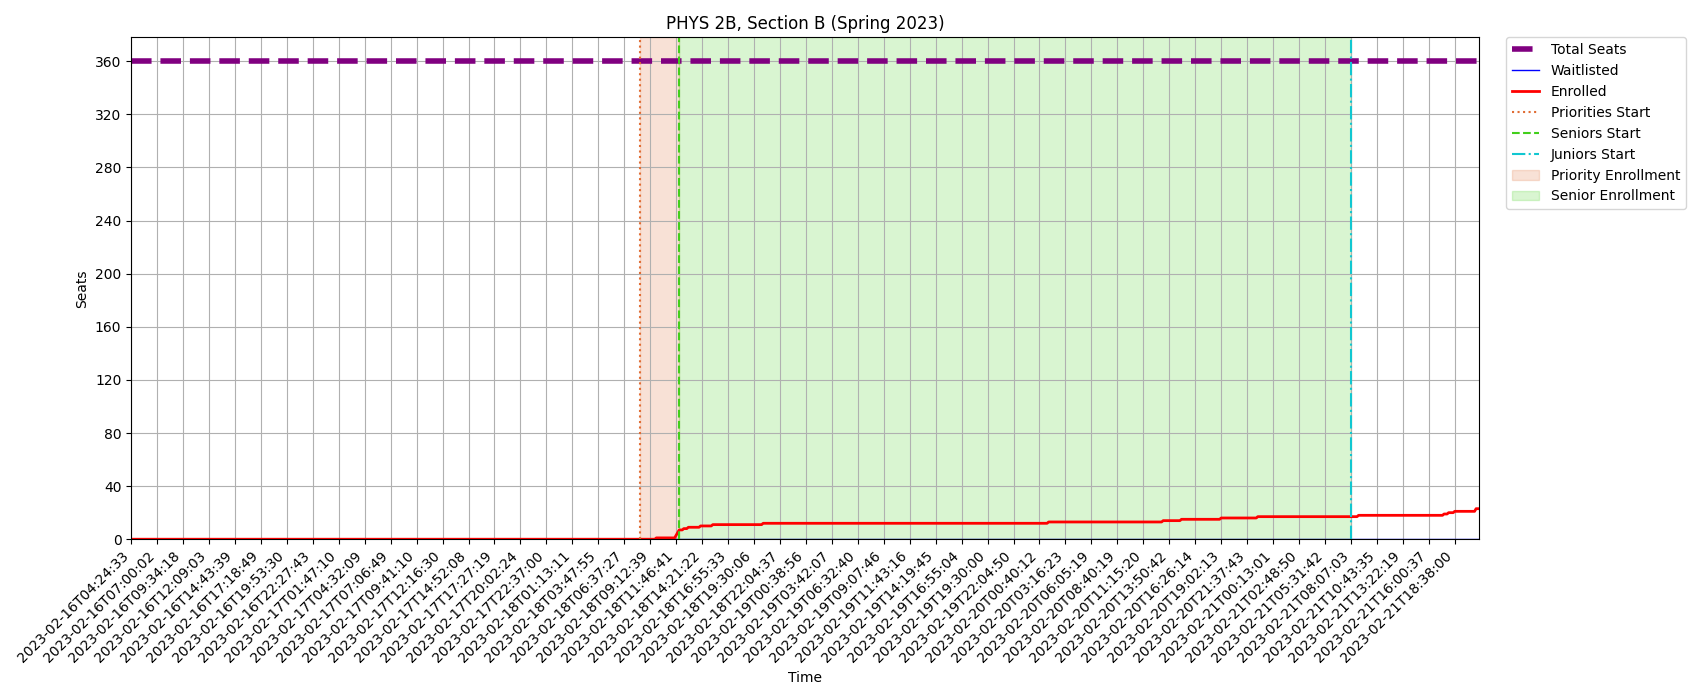 PHYS 2B, Section B (Spring 2023)
Total Seats
Waitlisted
Enrolled
Priorities Start
Seniors Start
Juniors Start
Priority Enrollment
Senior Enrollment
Seats
360
320
280
240
200
160
120
80
40
0
2023-02-16T04:24:33
2023-02-16T07:00:02
2023-02-16T09:34:18
2023-02-16T12:09:03
2023-02-16T14:43:39
2023-02-16T17:18:49
2023-02-16T19:53:30
2023-02-16T22:27:43
2023-02-17T01:47:10
2023-02-17T04:32:09
2023-02-17T07:06:49
2023-02-17T09:41:10
2023-02-17T12:16:30
2023-02-17T14:52:08
2023-02-17T17:27:19
2023-02-17T20:02:24
2023-02-17T22:37:00
2023-02-18T01:13:11
2023-02-18T03:47:55
2023-02-18T06:37:27
2023-02-18T09:12:39
2023-02-18T11:46:41
2023-02-18T14:21:22
2023-02-18T16:55:33
2023-02-18T19:30:06
2023-02-18T22:04:37
2023-02-19T00:38:56
2023-02-19T03:42:07
2023-02-19T06:32:40
2023-02-19T09:07:46
2023-02-19T11:43:16
2023-02-19T14:19:45
2023-02-19T16:55:04
2023-02-19T19:30:00
2023-02-19T22:04:50
2023-02-20T00:40:12
2023-02-20T03:16:23
2023-02-20T06:05:19
2023-02-20T08:40:19
2023-02-20T11:15:20
2023-02-20T13:50:42
2023-02-20T16:26:14
2023-02-20T19:02:13
2023-02-20T21:37:43
2023-02-21T00:13:01
2023-02-21T02:48:50
2023-02-21T05:31:42
2023-02-21T08:07:03
2023-02-21T10:43:35
2023-02-21T13:22:19
2023-02-21T16:00:37
2023-02-21T18:38:00
Time